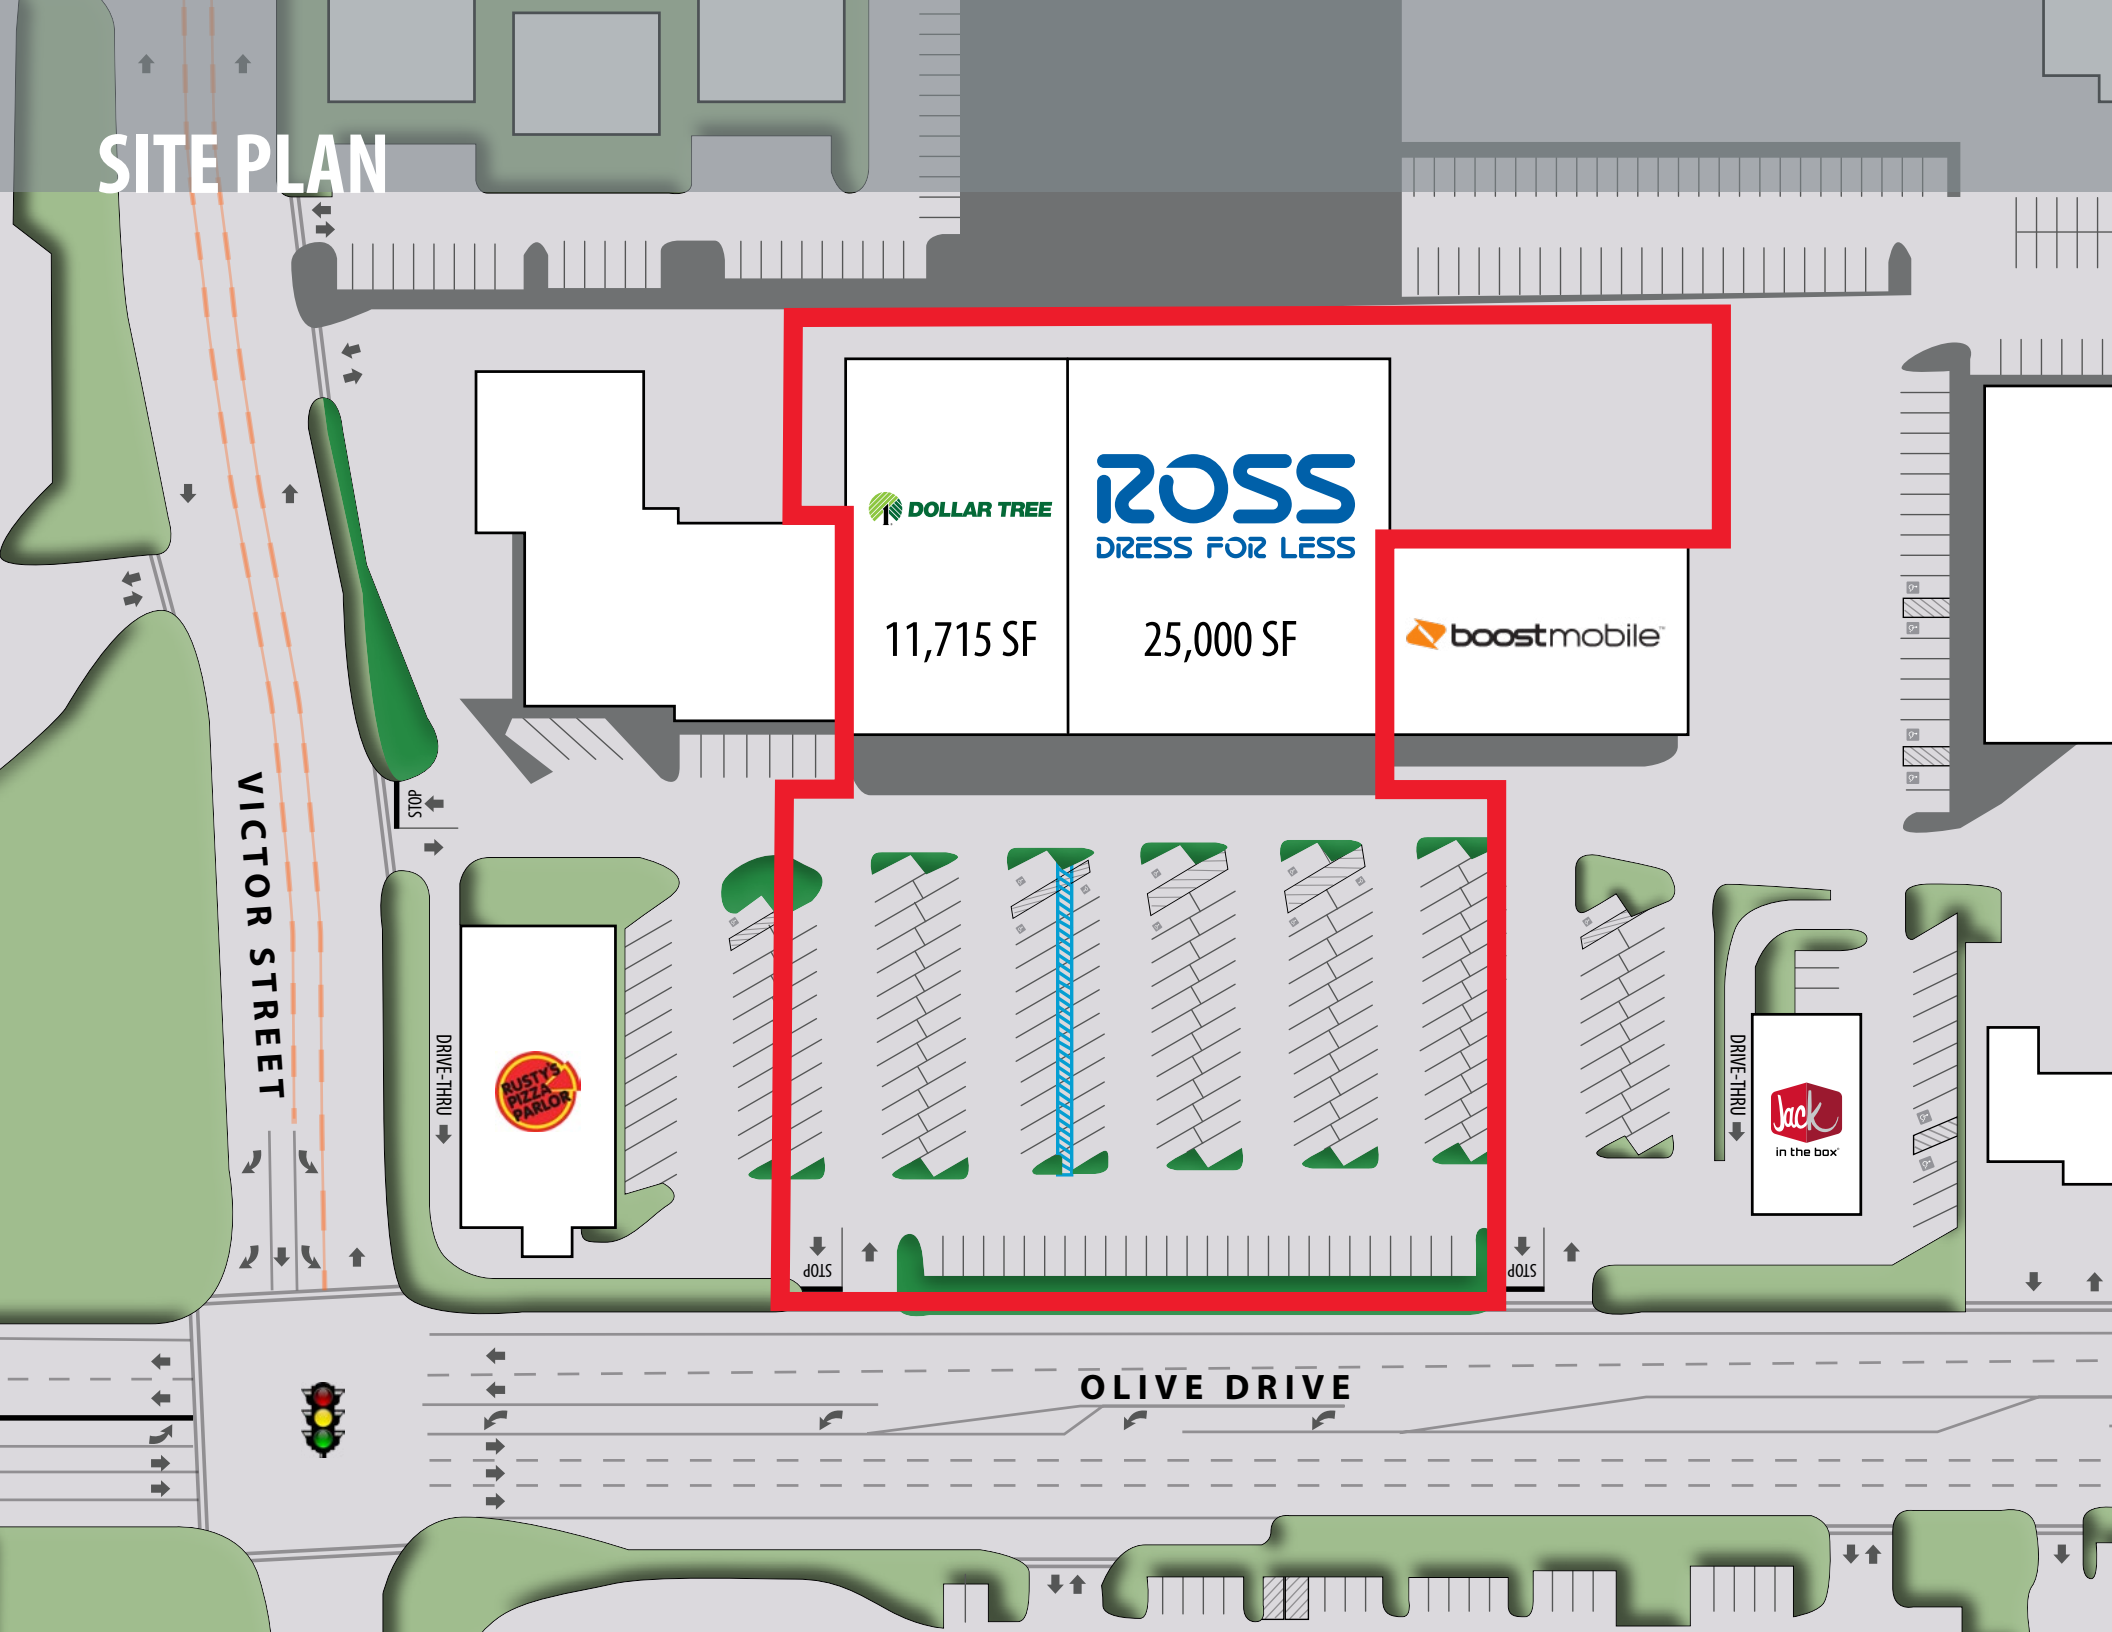 SITE PLAN
DOLLAR TREE
11,715 SF
ROSS
DRESS FOR LESS
25,000 SF
boostmobile™
VICTOR STREET
STOP
DRIVE-THRU
RUSTY'S
PIZZA
PARLOR
STOP
STOP
DRIVE-THRU
Jack
in the box®
OLIVE DRIVE